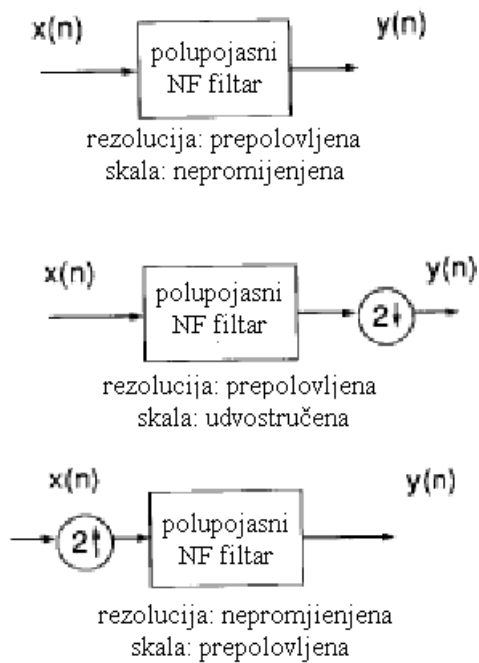 x(n) y(n)
polupojasni
NF filtar
rezolucija: prepolovljena
skala: nepromijenjena
x(n) y(n)
polupojasni
NF filtar
2↓
rezolucija: prepolovljena
skala: udvostručena
x(n) y(n)
2↑
polupojasni
NF filtar
rezolucija: nepromjienjena
skala: prepolovljena